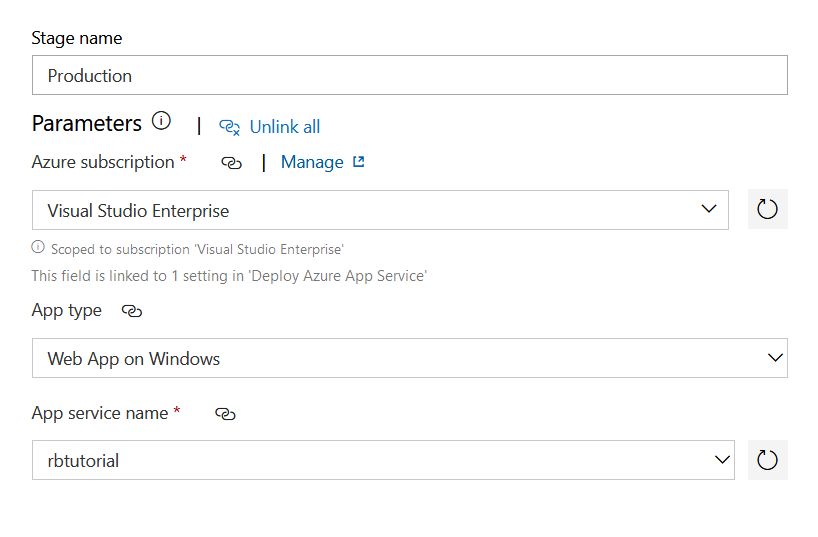 Stage name
Production
Parameters | Unlink all
Azure subscription * | Manage
Visual Studio Enterprise
Scoped to subscription 'Visual Studio Enterprise'
This field is linked to 1 setting in 'Deploy Azure App Service'
App type
Web App on Windows
App service name *
rbtutorial